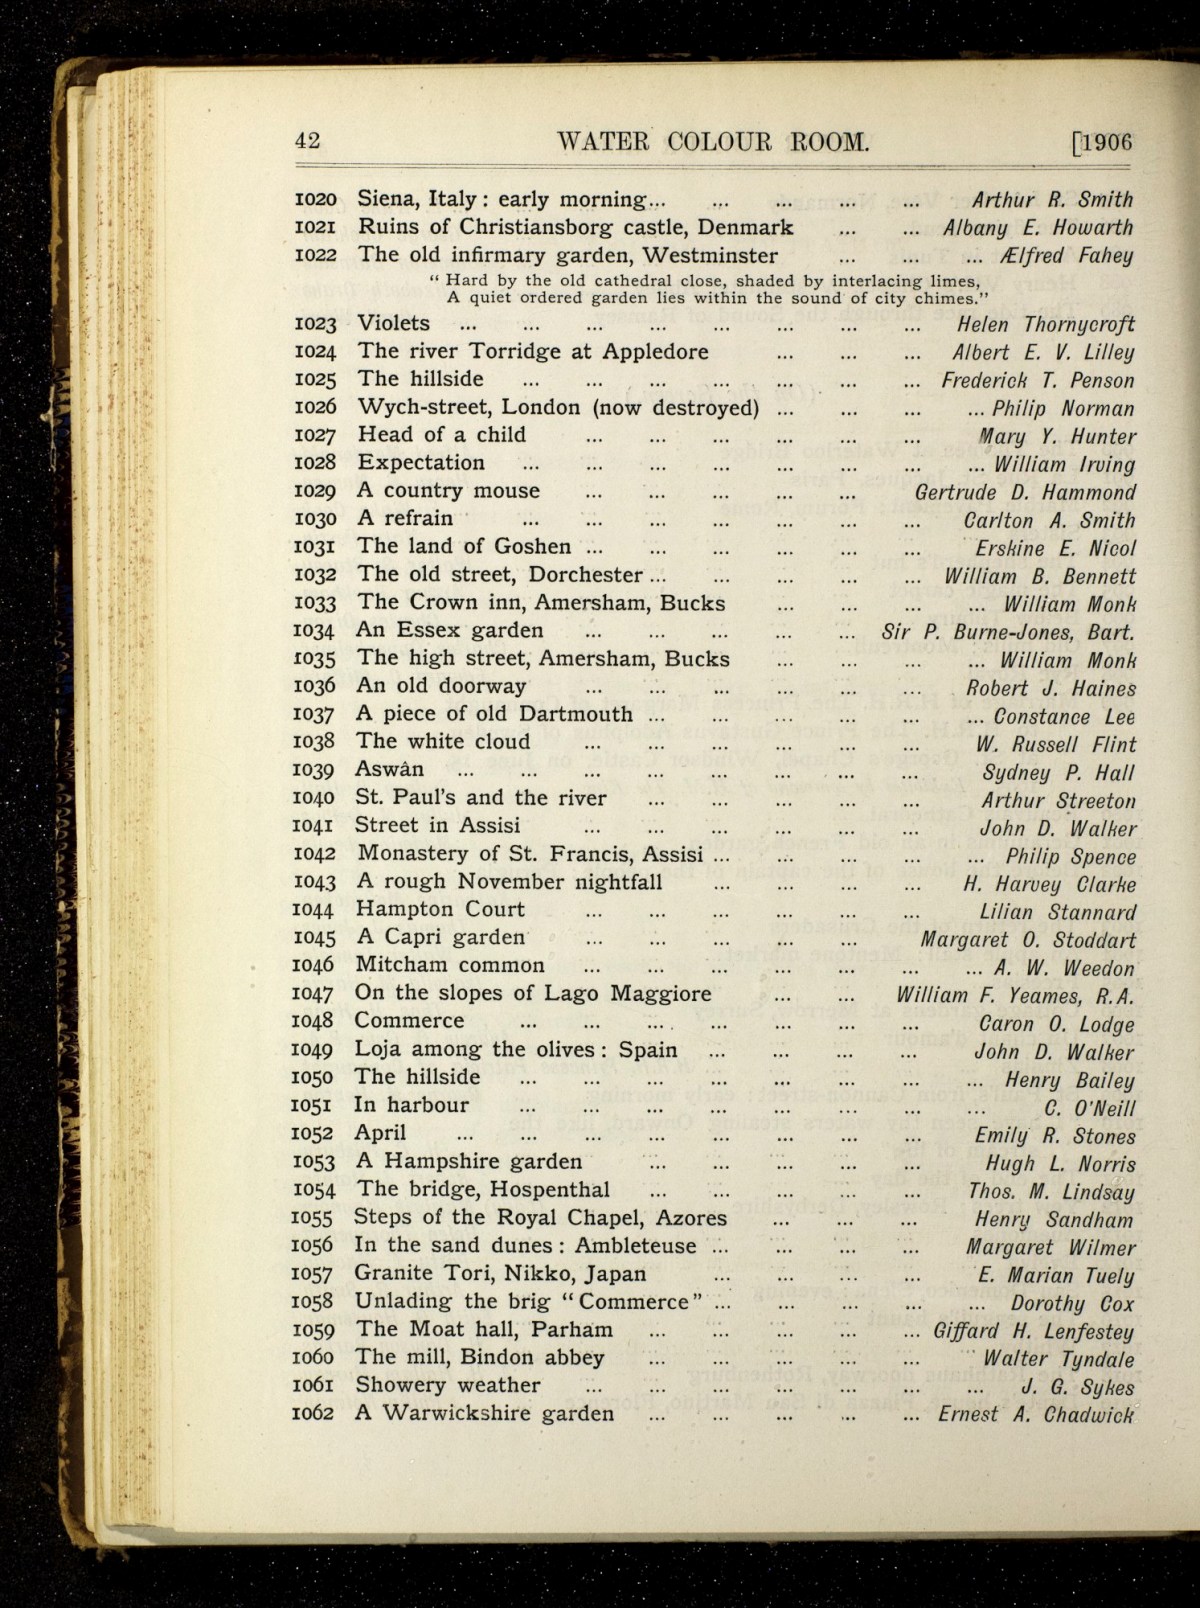 42 WATER COLOUR ROOM. [1906
1020 Siena, Italy : early morning... ... ... ... ... Arthur R. Smith
1021 Ruins of Christiansborg castle, Denmark ... ... Albany E. Howarth
1022 The old infirmary garden, Westminster ... ... ... Ælfred Fahey
“ Hard by the old cathedral close, shaded by interlacing limes,
A quiet ordered garden lies within the sound of city chimes.”
1023 Violets ... ... ... ... ... ... ... ... Helen Thornycroft
1024 The river Torridge at Appledore ... ... ... Albert E. V. Lilley
1025 The hillside ... ... ... ... ... ... ... Frederick T. Penson
1026 Wych-street, London (now destroyed) ... ... ... ... Philip Norman
1027 Head of a child ... ... ... ... ... ... Mary Y. Hunter
1028 Expectation ... ... ... ... ... ... ... ... William Irving
1029 A country mouse ... ... ... ... ... Gertrude D. Hammond
1030 A refrain ... ... ... ... ... ... ... Carlton A. Smith
1031 The land of Goshen ... ... ... ... ... ... Erskine E. Nicol
1032 The old street, Dorchester ... ... ... ... ... William B. Bennett
1033 The Crown inn, Amersham, Bucks ... ... ... ... William Monk
1034 An Essex garden ... ... ... ... ... Sir P. Burne-Jones, Bart.
1035 The high street, Amersham, Bucks ... ... ... ... William Monk
1036 An old doorway ... ... ... ... ... ... Robert J. Haines
1037 A piece of old Dartmouth ... ... ... ... ... ... Constance Lee
1038 The white cloud ... ... ... ... ... ... W. Russell Flint
1039 Aswân ... ... ... ... ... ... ... ... Sydney P. Hall
1040 St. Paul's and the river ... ... ... ... ... Arthur Streeton
1041 Street in Assisi ... ... ... ... ... ... John D. Walker
1042 Monastery of St. Francis, Assisi ... ... ... ... ... Philip Spence
1043 A rough November nightfall ... ... ... ... H. Harvey Clarke
1044 Hampton Court ... ... ... ... ... ... Lilian Stannard
1045 A Capri garden ... ... ... ... ... Margaret O. Stoddart
1046 Mitcham common ... ... ... ... ... ... ... A. W. Weedon
1047 On the slopes of Lago Maggiore ... ... William F. Yeames, R.A.
1048 Commerce ... ... ... ... ... ... ... Caron O. Lodge
1049 Loja among the olives : Spain ... ... ... ... John D. Walker
1050 The hillside ... ... ... ... ... ... ... ... Henry Bailey
1051 In harbour ... ... ... ... ... ... ... ... C. O'Neill
1052 April ... ... ... ... ... ... ... ... Emily R. Stones
1053 A Hampshire garden ... ... ... ... ... Hugh L. Norris
1054 The bridge, Hospenthal ... ... ... ... ... Thos. M. Lindsay
1055 Steps of the Royal Chapel, Azores ... ... ... Henry Sandham
1056 In the sand dunes : Ambleteuse ... ... ... ... Margaret Wilmer
1057 Granite Tori, Nikko, Japan ... ... ... ... E. Marian Tuely
1058 Unlading the brig “ Commerce ” ... ... ... ... ... Dorothy Cox
1059 The Moat hall, Parham ... ... ... ... ... Giffard H. Lenfestey
1060 The mill, Bindon abbey ... ... ... ... ... Walter Tyndale
1061 Showery weather ... ... ... ... ... ... ... J. G. Sykes
1062 A Warwickshire garden ... ... ... ... ... Ernest A. Chadwick